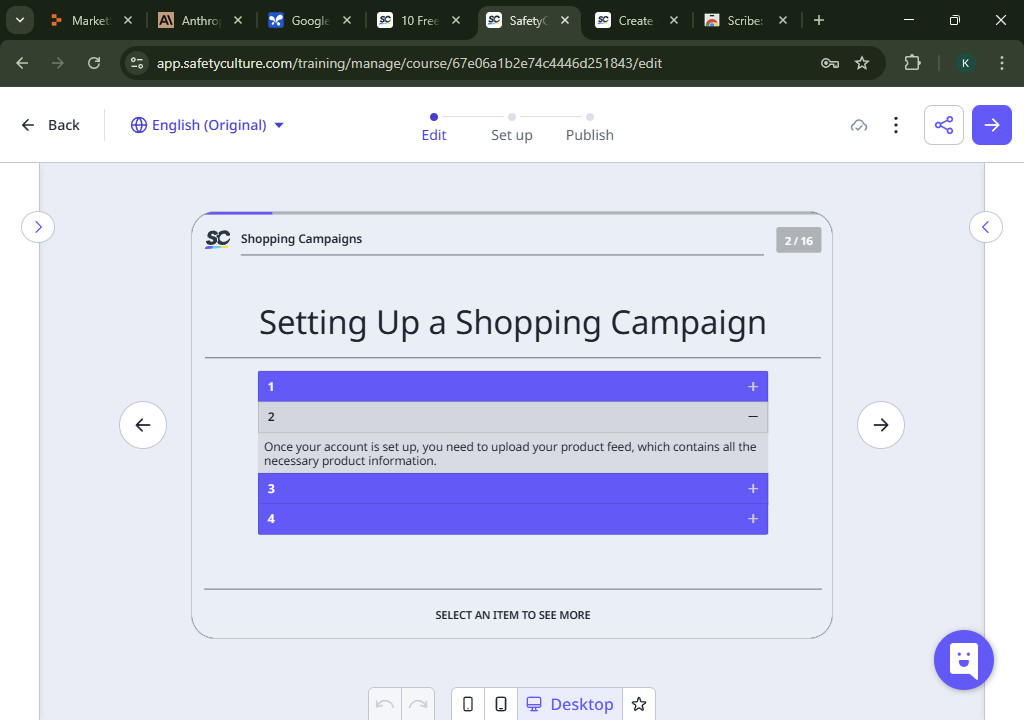 Market
Anthrop
Google
10 Free
SafetyC
Create
Scribe:
app.safetyculture.com/training/manage/course/67e06a1b2e74c4446d251843/edit
K
Back
English (Original)
Edit
Set up
Publish
SC
Shopping Campaigns
2 / 16
Setting Up a Shopping Campaign
1
2
Once your account is set up, you need to upload your product feed, which contains all the
necessary product information.
3
4
SELECT AN ITEM TO SEE MORE
Desktop